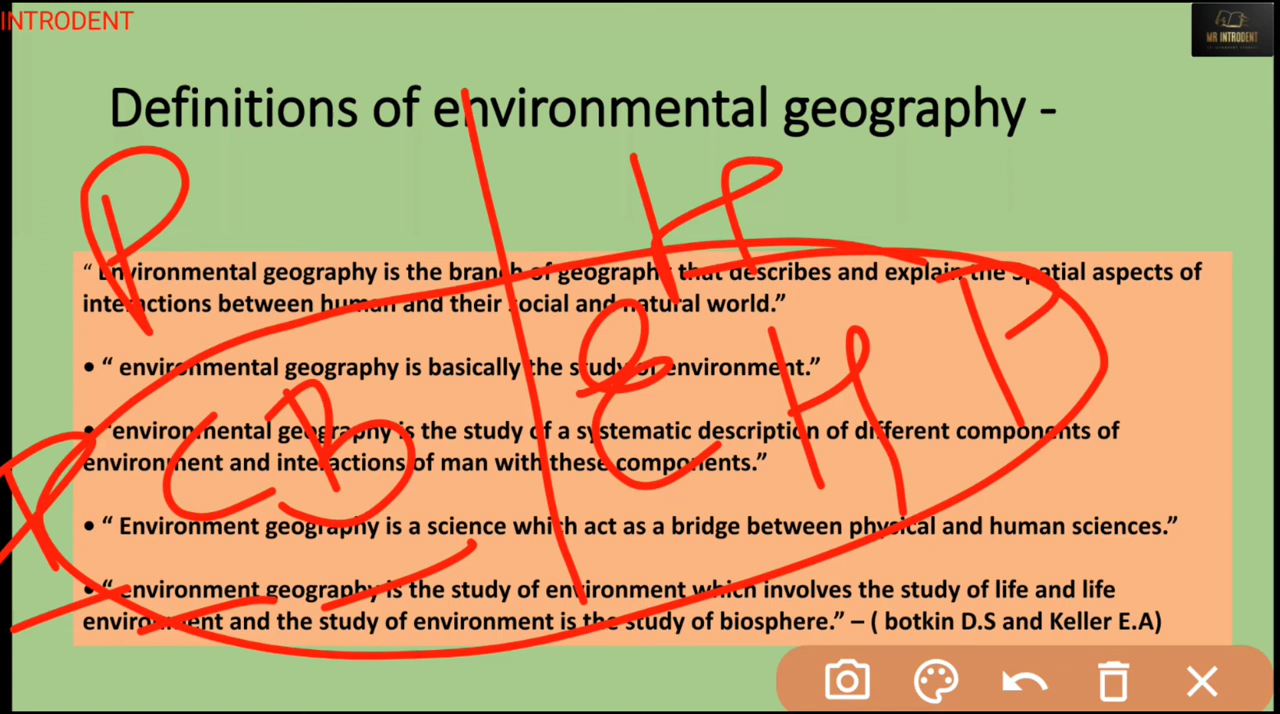 INTRODENT
MR INTRODENT
Definitions of environmental geography -
P
H
“ Environmental geography is the branch of geography that describes and explain the spatial aspects of
interactions between human and their social and natural world.”
• “ environmental geography is basically the study of environment.”
• “environmental geography is the study of a systematic description of different components of
environment and interactions of man with these components.”
• “ Environment geography is a science which act as a bridge between physical and human sciences.”
• “ environment geography is the study of environment which involves the study of life and life
environment and the study of environment is the study of biosphere.” – ( botkin D.S and Keller E.A)